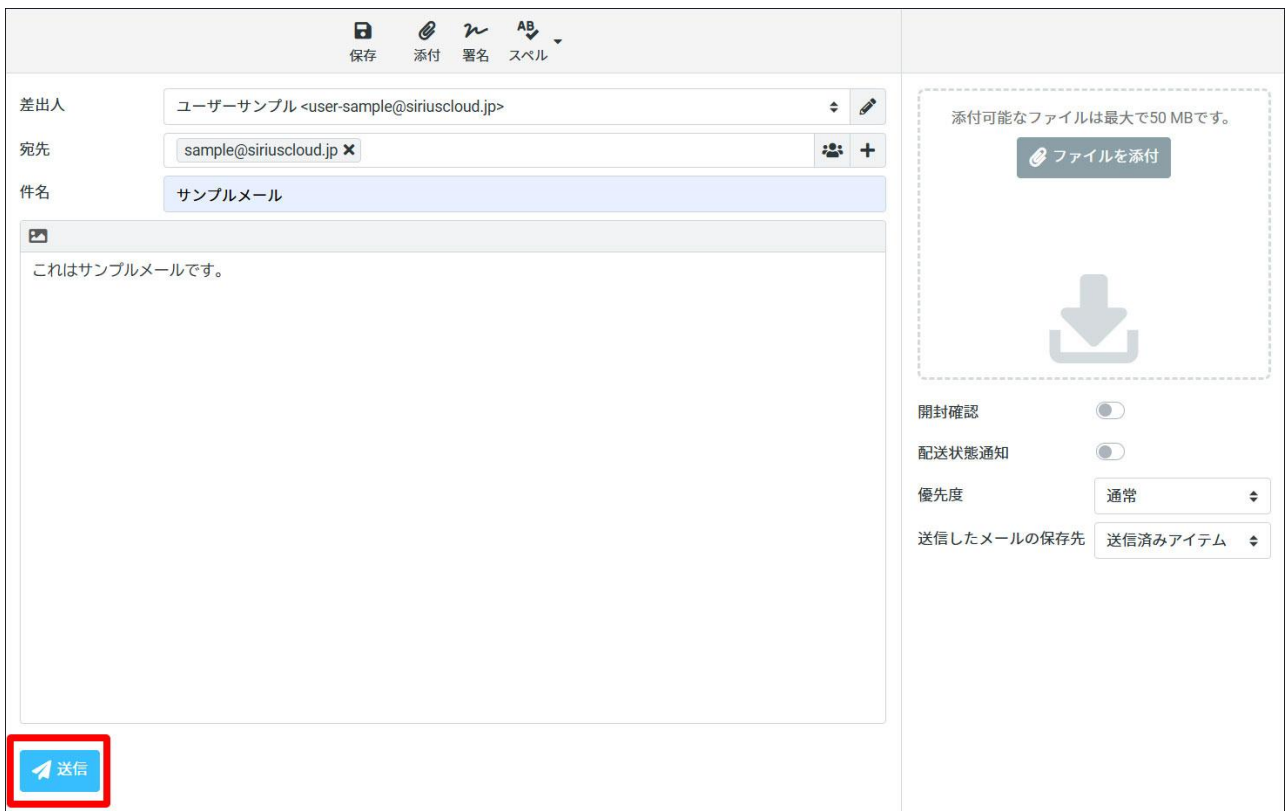 保存 添付 署名 スペル
差出人 ユーザーサンプル <user-sample@siriuscloud.jp>
宛先 sample@siriuscloud.jp
件名 サンプルメール
これはサンプルメールです。
送信
添付可能なファイルは最大で50 MBです。
ファイルを添付
開封確認
配送状態通知
優先度 通常
送信したメールの保存先 送信済みアイテム